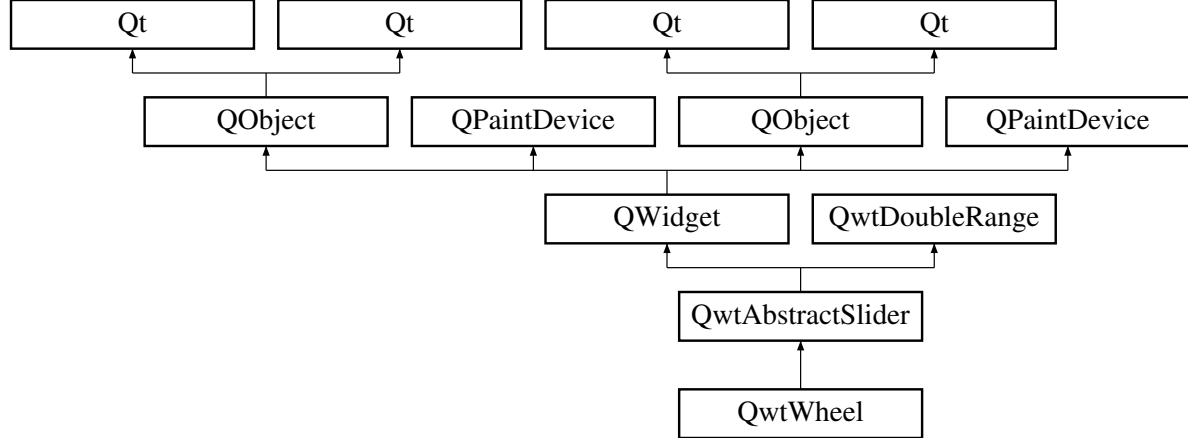 Qt
Qt
Qt
Qt
QObject
QPaintDevice
QObject
QPaintDevice
QWidget
QwtDoubleRange
QwtAbstractSlider
QwtWheel